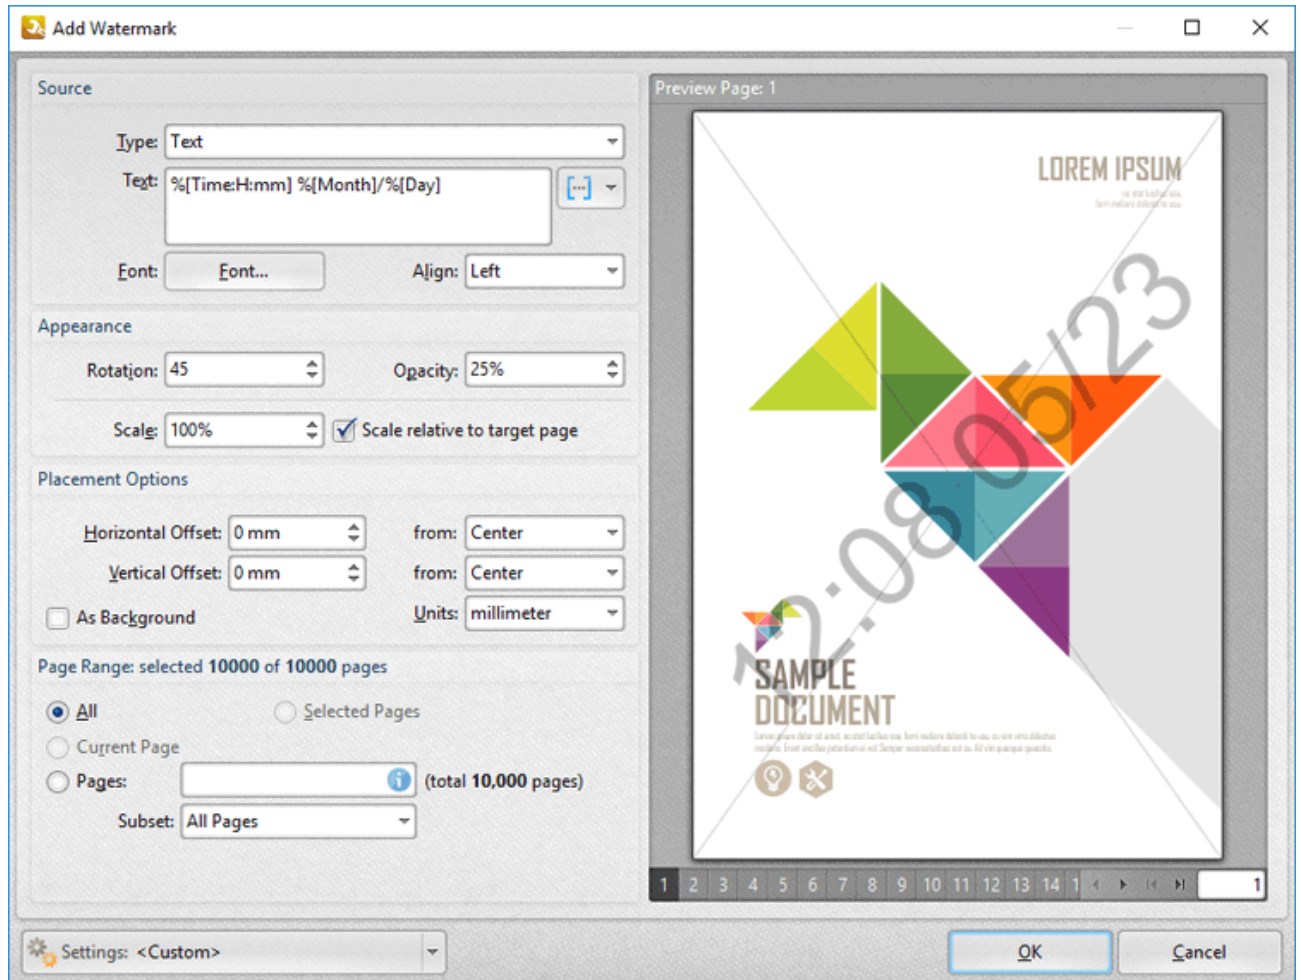 Add Watermark
Source
Type: Text
Text: %[Time:H:mm] %[Month]/%[Day]
Font: Font... Align: Left
Appearance
Rotation: 45 Opacity: 25%
Scale: 100% Scale relative to target page
Placement Options
Horizontal Offset: 0 mm from: Center
Vertical Offset: 0 mm from: Center
As Background Units: millimeter
Page Range: selected 10000 of 10000 pages
All Selected Pages
Current Page
Pages: (total 10,000 pages)
Subset: All Pages
Preview Page: 1
LOREM IPSUM
12:08 05/23
SAMPLE
DOCUMENT
1 2 3 4 5 6 7 8 9 10 11 12 13 14 1 1
Settings: <Custom> OK Cancel